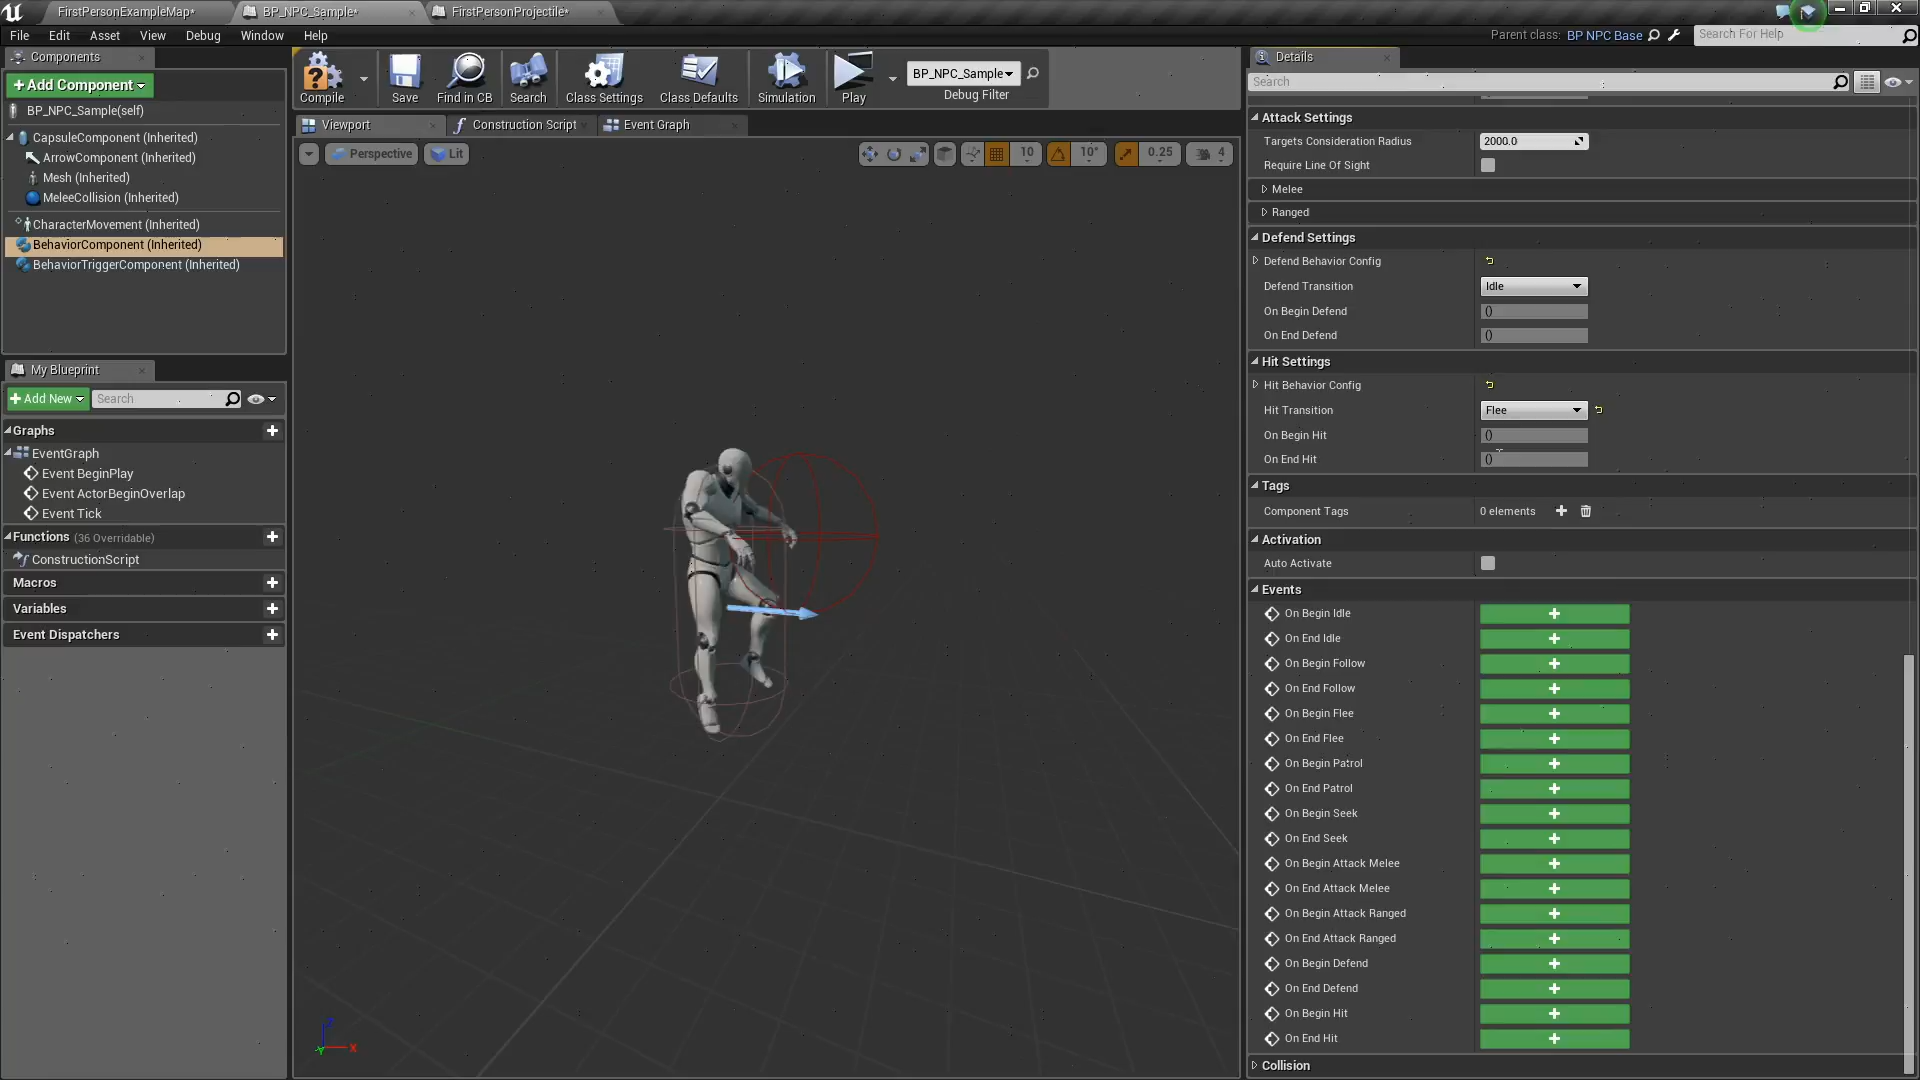 FirstPersonExampleMap*
BP_NPC_Sample*
FirstPersonProjectile*
File Edit Asset View Debug Window Help
Parent class: BP NPC Base
Search For Help
Components
+Add Component
BP_NPC_Sample(self)
CapsuleComponent (Inherited)
ArrowComponent (Inherited)
Mesh (Inherited)
MeleeCollision (Inherited)
CharacterMovement (Inherited)
BehaviorComponent (Inherited)
BehaviorTriggerComponent (Inherited)
My Blueprint
+Add New
Search
Graphs
EventGraph
Event BeginPlay
Event ActorBeginOverlap
Event Tick
Functions (36 Overridable)
ConstructionScript
Macros
Variables
Event Dispatchers
Compile
Save
Find in CB
Search
Class Settings
Class Defaults
Simulation
Play
BP_NPC_Sample
Debug Filter
Viewport
Construction Script
Event Graph
Perspective
Lit
10
10°
0.25
4
Z
X
Y
Details
Search
Attack Settings
Targets Consideration Radius 2000.0
Require Line Of Sight
Melee
Ranged
Defend Settings
Defend Behavior Config
Defend Transition Idle
On Begin Defend ()
On End Defend ()
Hit Settings
Hit Behavior Config
Hit Transition Flee
On Begin Hit ()
On End Hit ()
Tags
Component Tags 0 elements
Activation
Auto Activate
Events
On Begin Idle
On End Idle
On Begin Follow
On End Follow
On Begin Flee
On End Flee
On Begin Patrol
On End Patrol
On Begin Seek
On End Seek
On Begin Attack Melee
On End Attack Melee
On Begin Attack Ranged
On End Attack Ranged
On Begin Defend
On End Defend
On Begin Hit
On End Hit
Collision